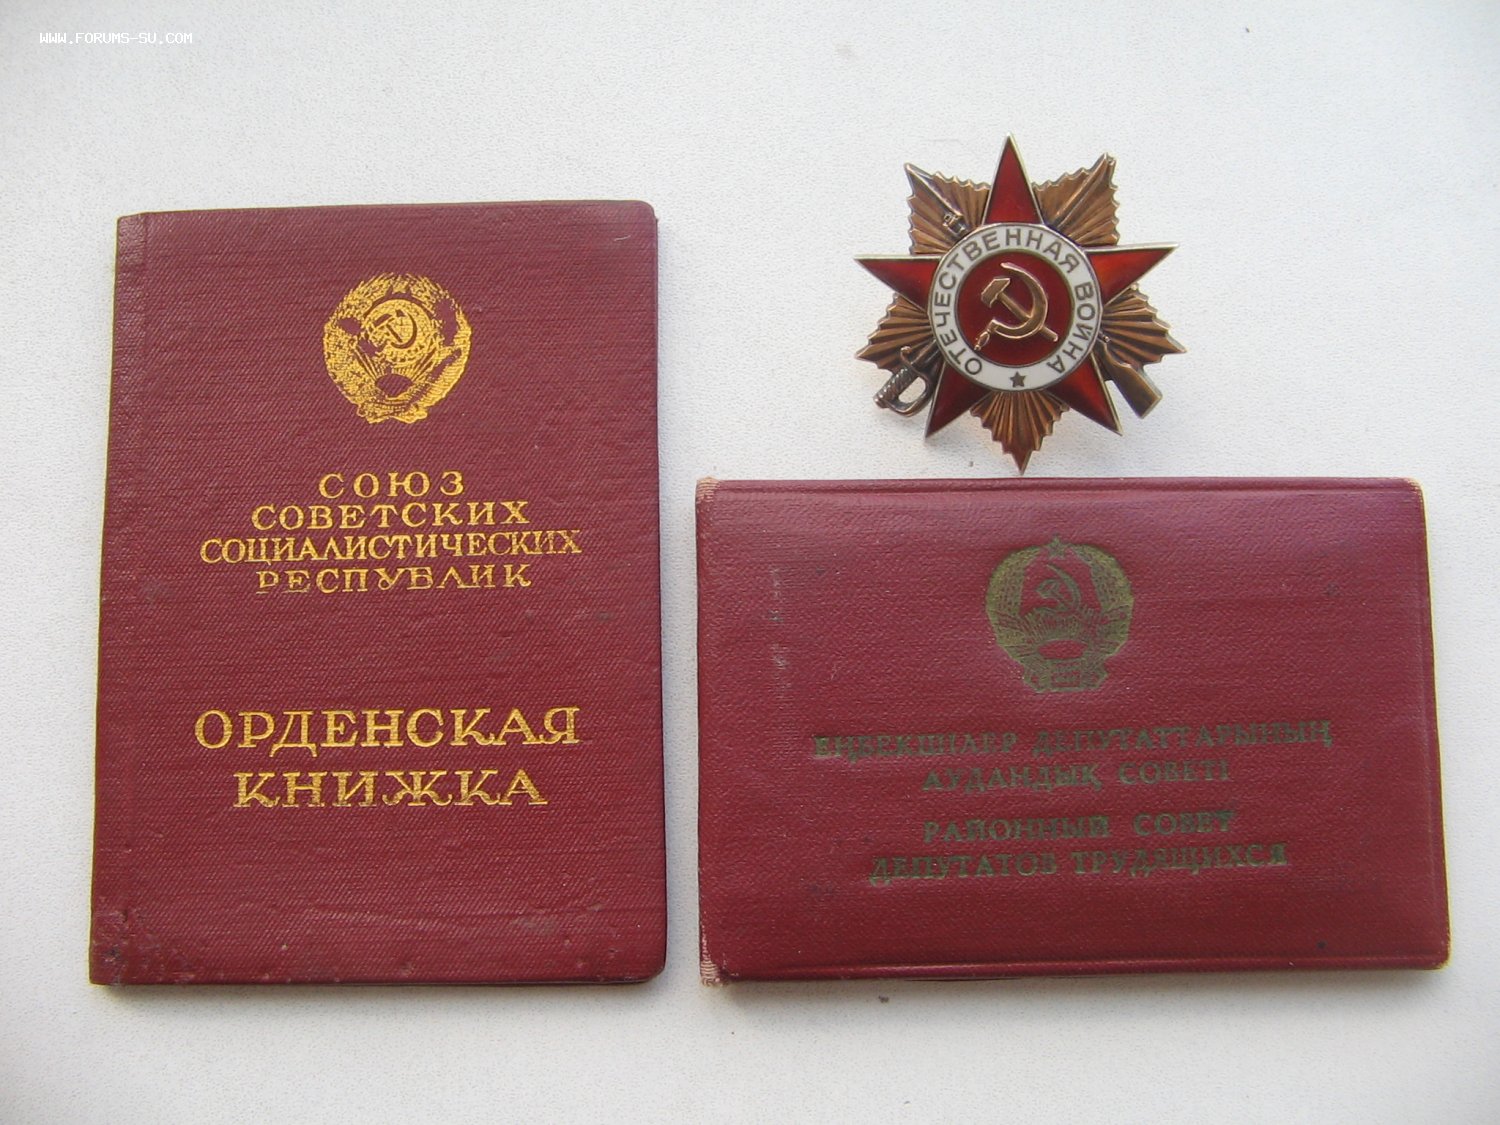 WWW.FORUMS-SU.COM
СОЮЗ
СОВЕТСКИХ
СОЦИАЛИСТИЧЕСКИХ
РЕСПУБЛИК
ОРДЕНСКАЯ
КНИЖКА
ОТЕЧЕСТВЕННАЯ ВОЙНА
ЕҢБЕКШІЛЕР ДЕПУТАТТАРЫНЫҢ
АУДАНДЫҚ СОВЕТІ
РАЙОННЫЙ СОВЕТ
ДЕПУТАТОВ ТРУДЯЩИХСЯ